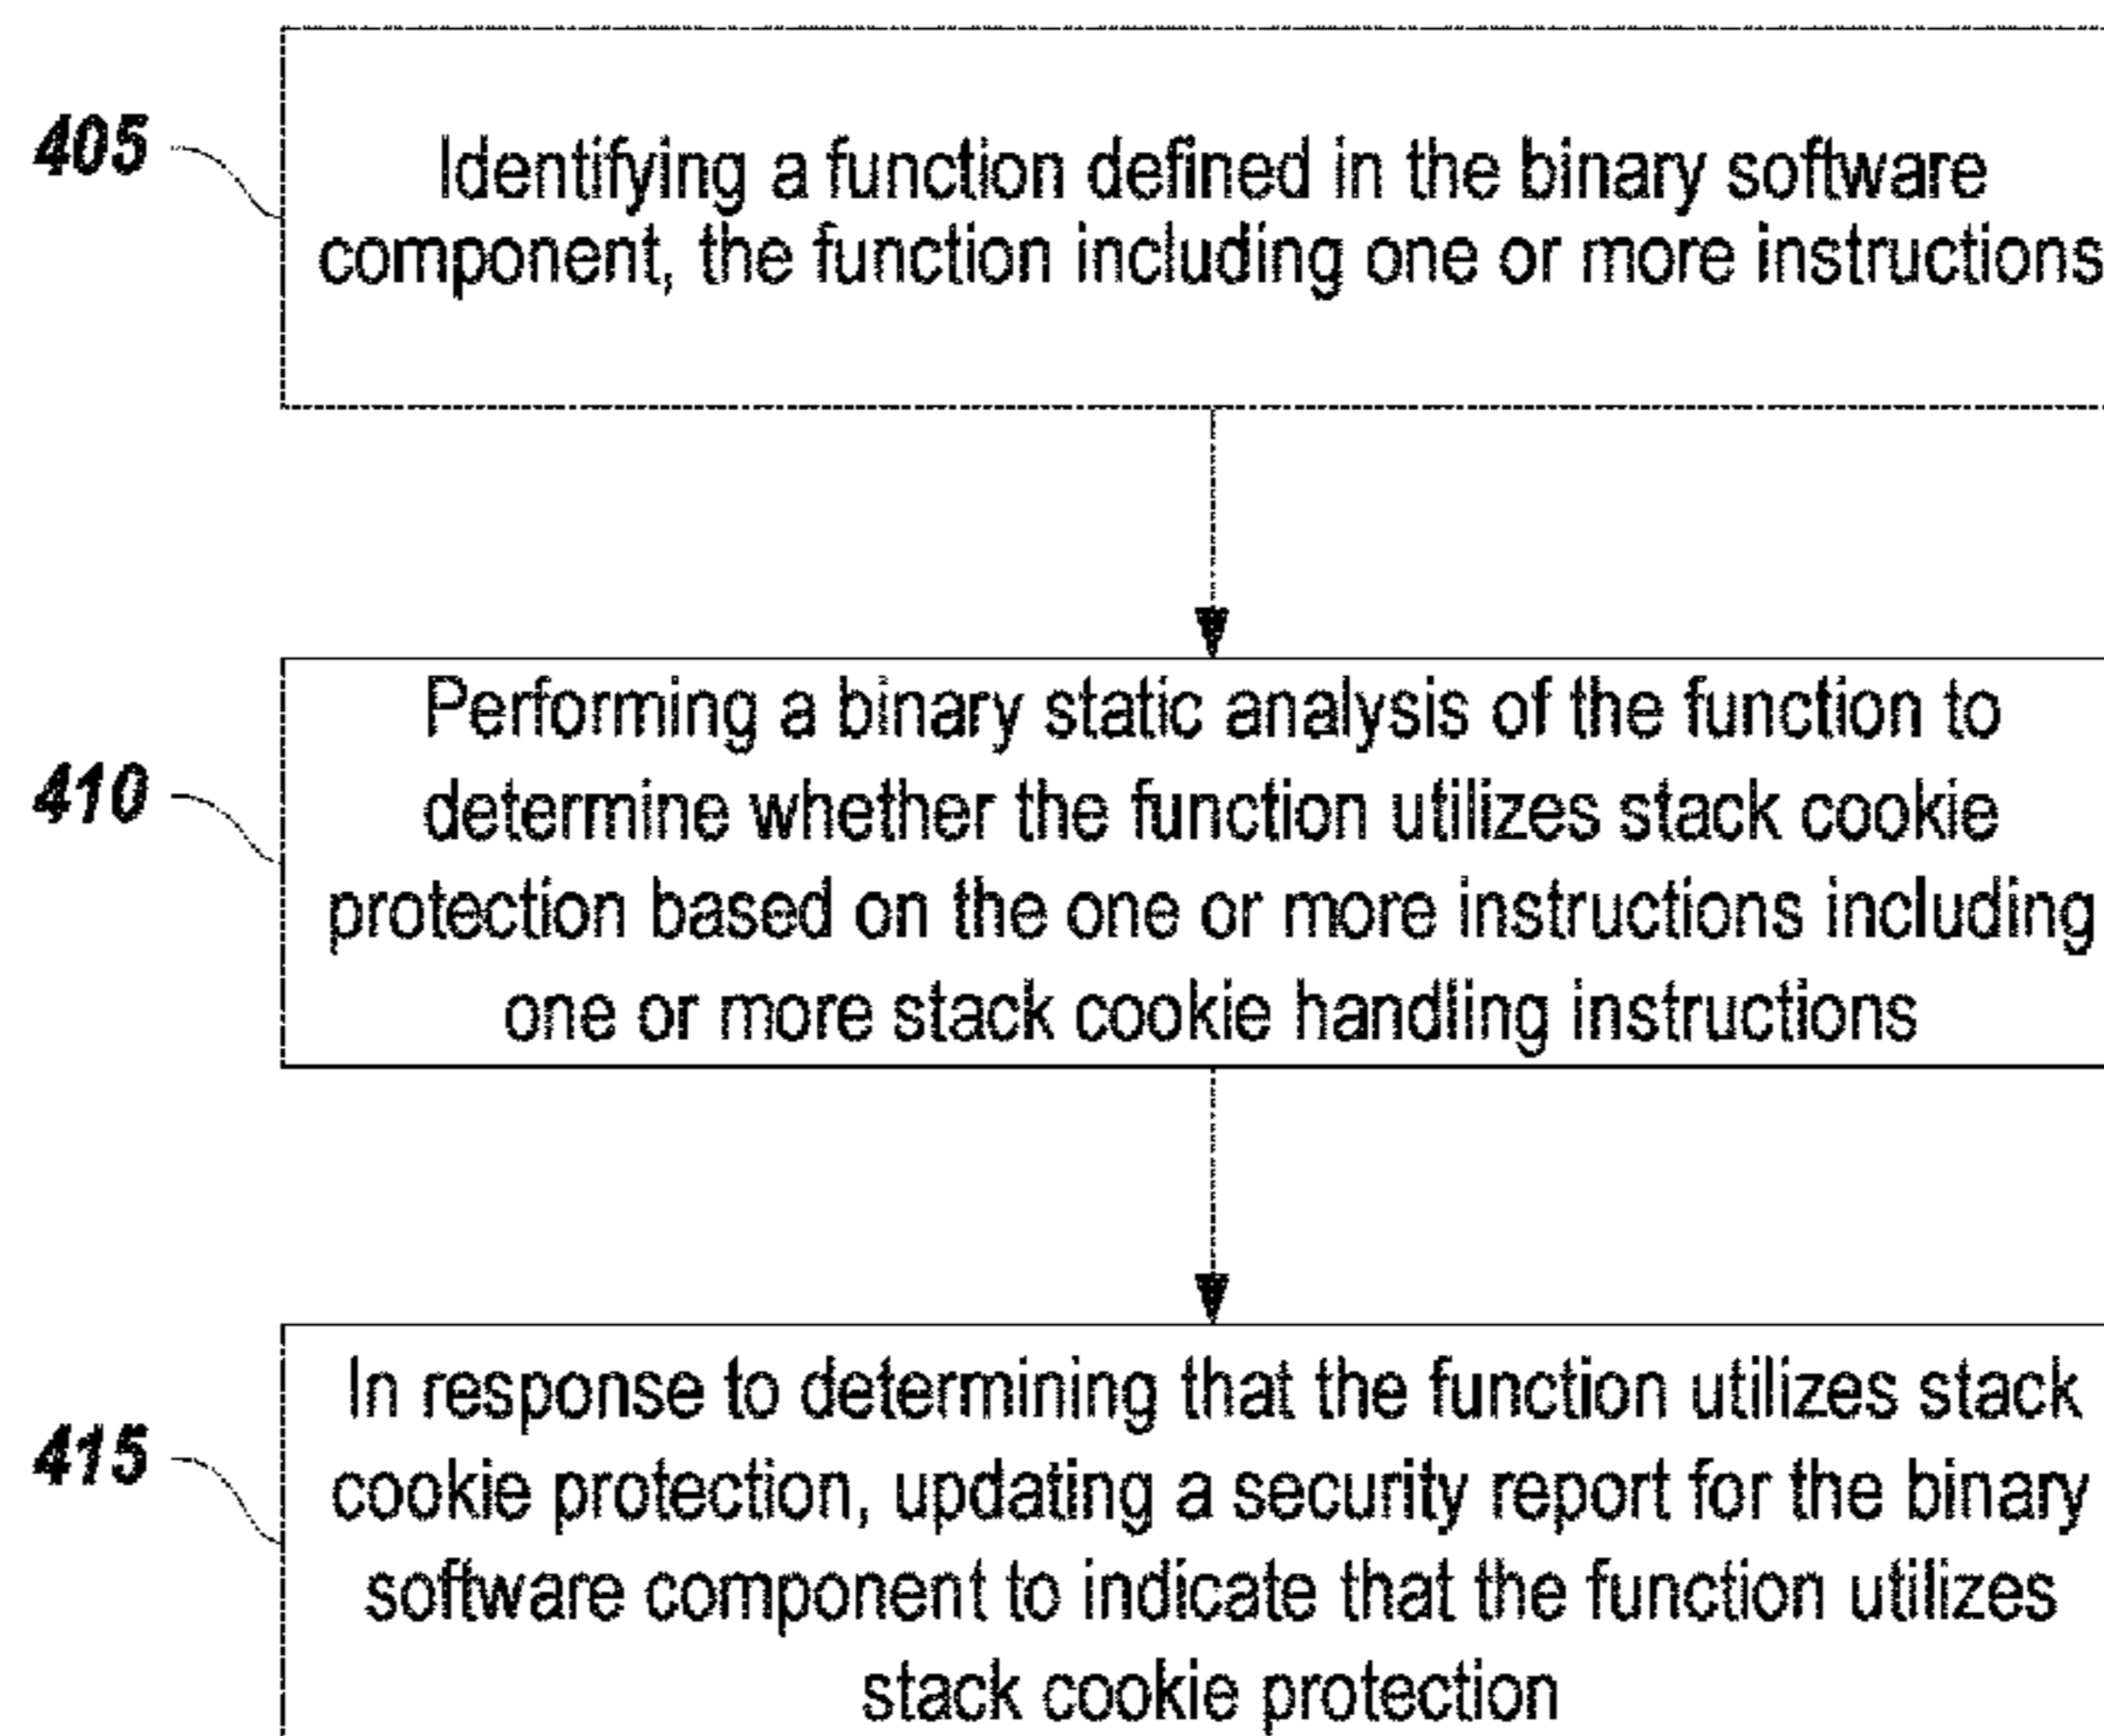 405
Identifying a function defined in the binary software
component, the function including one or more instructions
410
Performing a binary static analysis of the function to
determine whether the function utilizes stack cookie
protection based on the one or more instructions including
one or more stack cookie handling instructions
415
In response to determining that the function utilizes stack
cookie protection, updating a security report for the binary
software component to indicate that the function utilizes
stack cookie protection